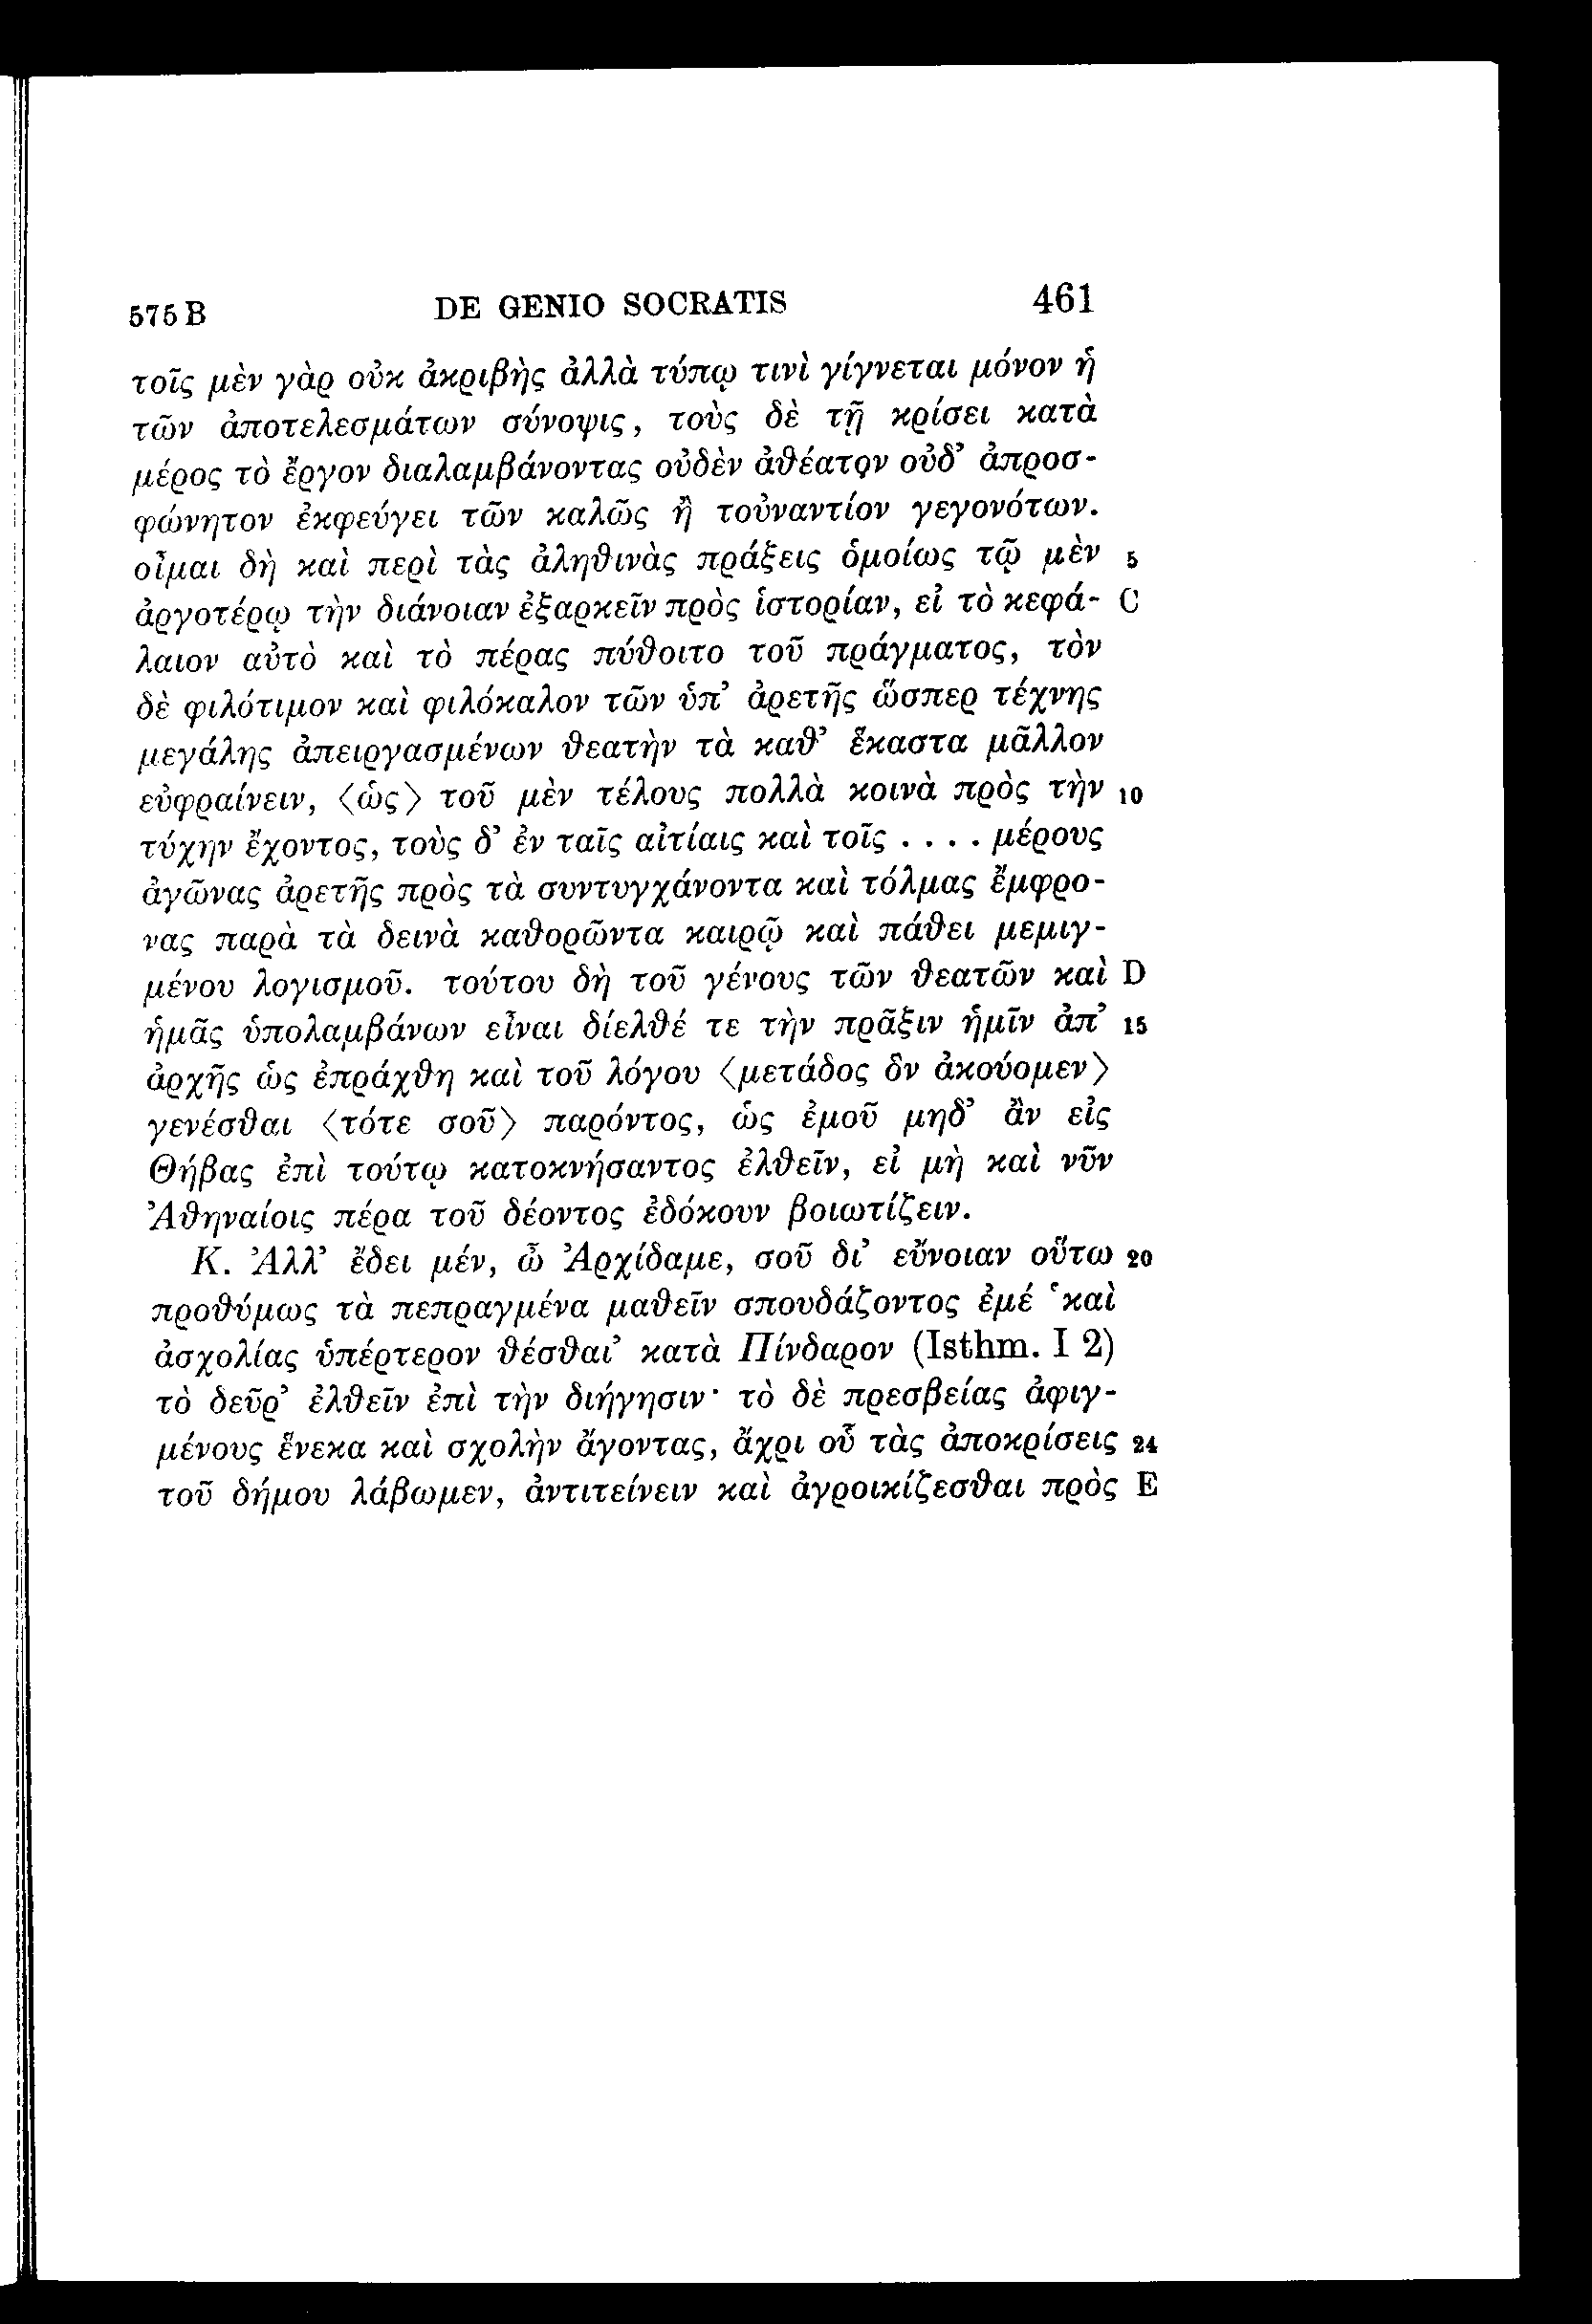 575 B DE GENIO SOCRATIS 461
τοῖς μὲν γὰρ οὐκ ἀκριβὴς ἀλλὰ τύπῳ τινὶ γίγνεται μόνον ἡ
τῶν ἀποτελεσμάτων σύνοψις, τοὺς δὲ τῇ κρίσει κατὰ
μέρος τὸ ἔργον διαλαμβάνοντας οὐδὲν ἀθέατον οὐδ’ ἀπροσ-
φώνητον ἐκφεύγει τῶν καλῶς ἢ τοὐναντίον γεγονότων.
οἶμαι δὴ καὶ περὶ τὰς ἀληθινὰς πράξεις ὁμοίως τῷ μὲν 5
ἀργοτέρῳ τὴν διάνοιαν ἐξαρκεῖν πρὸς ἱστορίαν, εἰ τὸ κεφά- C
λαιον αὐτὸ καὶ τὸ πέρας πύθοιτο τοῦ πράγματος, τὸν
δὲ φιλότιμον καὶ φιλόκαλον τῶν ὑπ’ ἀρετῆς ὥσπερ τέχνης
μεγάλης ἀπειργασμένων θεατὴν τὰ καθ’ ἕκαστα μᾶλλον
εὐφραίνειν, ⟨ὡς⟩ τοῦ μὲν τέλους πολλὰ κοινὰ πρὸς τὴν 10
τύχην ἔχοντος, τοὺς δ’ ἐν ταῖς αἰτίαις καὶ τοῖς . . . . μέρους
ἀγῶνας ἀρετῆς πρὸς τὰ συντυγχάνοντα καὶ τόλμας ἔμφρο-
νας παρὰ τὰ δεινὰ καθορῶντα καιρῷ καὶ πάθει μεμιγ-
μένου λογισμοῦ. τούτου δὴ τοῦ γένους τῶν θεατῶν καὶ D
ἡμᾶς ὑπολαμβάνων εἶναι δίελθέ τε τὴν πρᾶξιν ἡμῖν ἀπ’ 15
ἀρχῆς ὡς ἐπράχθη καὶ τοῦ λόγου ⟨μετάδος ὃν ἀκούομεν⟩
γενέσθαι ⟨τότε σοῦ⟩ παρόντος, ὡς ἐμοῦ μηδ’ ἂν εἰς
Θήβας ἐπὶ τούτῳ κατοκνήσαντος ἐλθεῖν, εἰ μὴ καὶ νῦν
Ἀθηναίοις πέρα τοῦ δέοντος ἐδόκουν βοιωτίζειν.
Κ. Ἀλλ’ ἔδει μέν, ὦ Ἀρχίδαμε, σοῦ δι’ εὔνοιαν οὕτω 20
προθύμως τὰ πεπραγμένα μαθεῖν σπουδάζοντος ἐμέ ‘καὶ
ἀσχολίας ὑπέρτερον θέσθαι’ κατὰ Πίνδαρον (Isthm. I 2)
τὸ δεῦρ’ ἐλθεῖν ἐπὶ τὴν διήγησιν· τὸ δὲ πρεσβείας ἀφιγ-
μένους ἕνεκα καὶ σχολὴν ἄγοντας, ἄχρι οὗ τὰς ἀποκρίσεις 24
τοῦ δήμου λάβωμεν, ἀντιτείνειν καὶ ἀγροικίζεσθαι πρὸς E